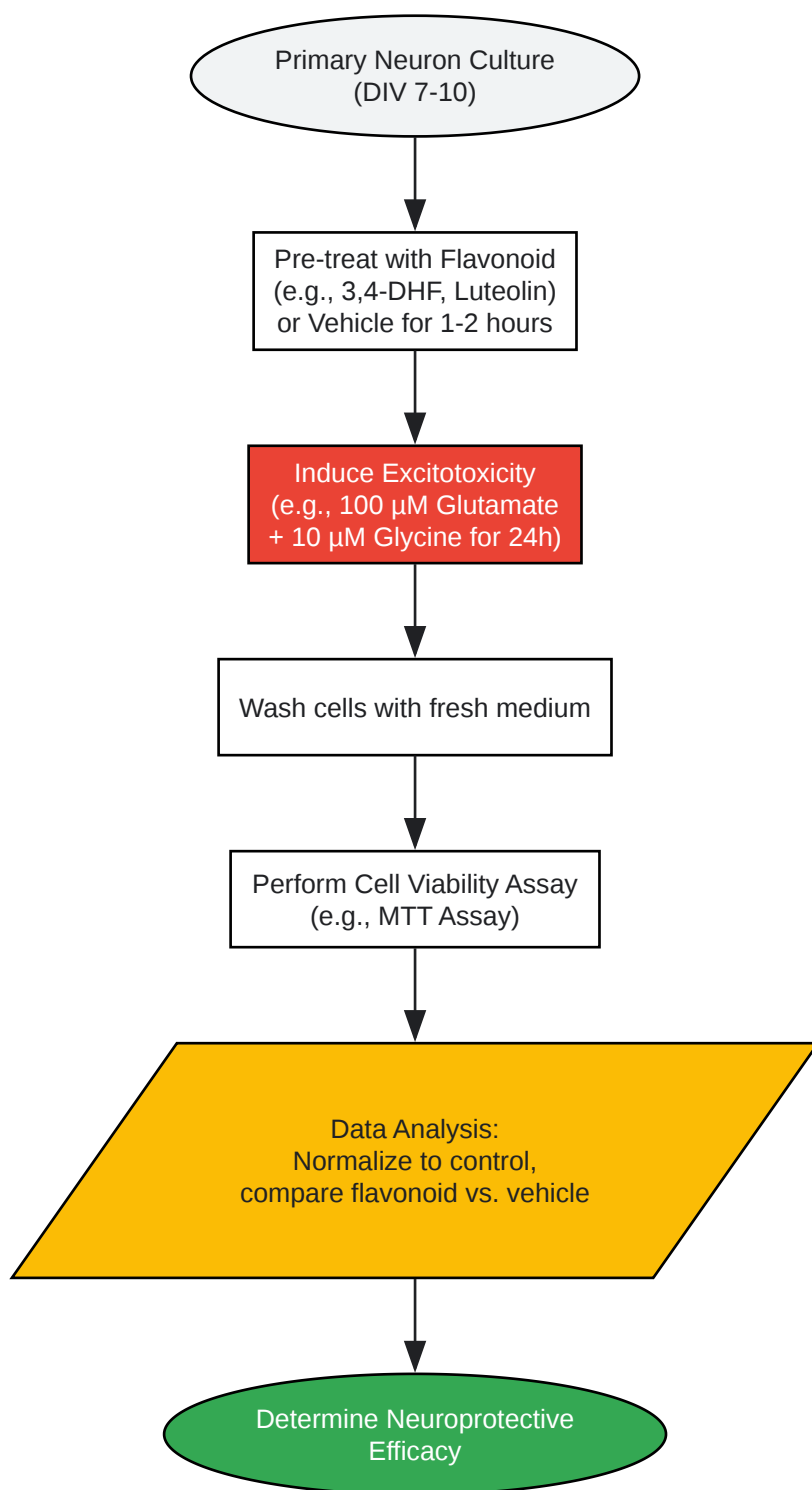 Primary Neuron Culture
(DIV 7-10)
Pre-treat with Flavonoid
(e.g., 3,4-DHF, Luteolin)
or Vehicle for 1-2 hours
Induce Excitotoxicity
(e.g., 100 µM Glutamate
+ 10 µM Glycine for 24h)
Wash cells with fresh medium
Perform Cell Viability Assay
(e.g., MTT Assay)
Data Analysis:
Normalize to control,
compare flavonoid vs. vehicle
Determine Neuroprotective
Efficacy